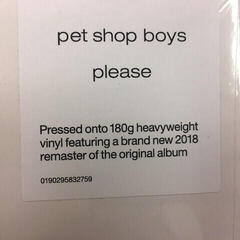 pet shop boys
please
Pressed onto 180g heavyweight
vinyl featuring a brand new 2018
remaster of the original album
0190295832759